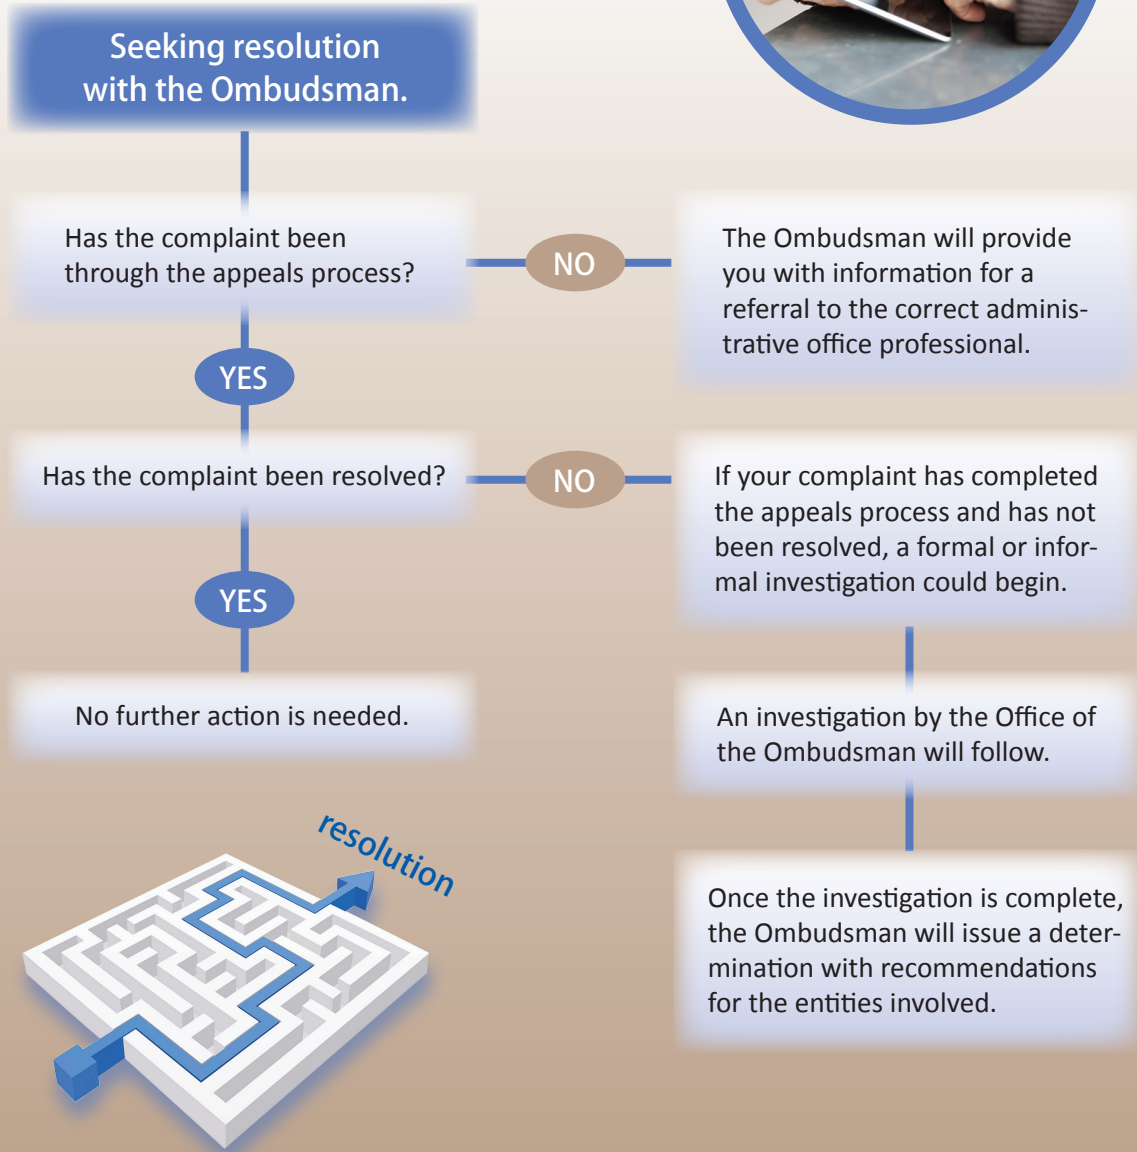 Seeking resolution
with the Ombudsman.
Has the complaint been
through the appeals process?
NO
The Ombudsman will provide
you with information for a
referral to the correct adminis-
trative office professional.
YES
Has the complaint been resolved?
NO
If your complaint has completed
the appeals process and has not
been resolved, a formal or infor-
mal investigation could begin.
YES
No further action is needed.
An investigation by the Office of
the Ombudsman will follow.
resolution
Once the investigation is complete,
the Ombudsman will issue a deter-
mination with recommendations
for the entities involved.